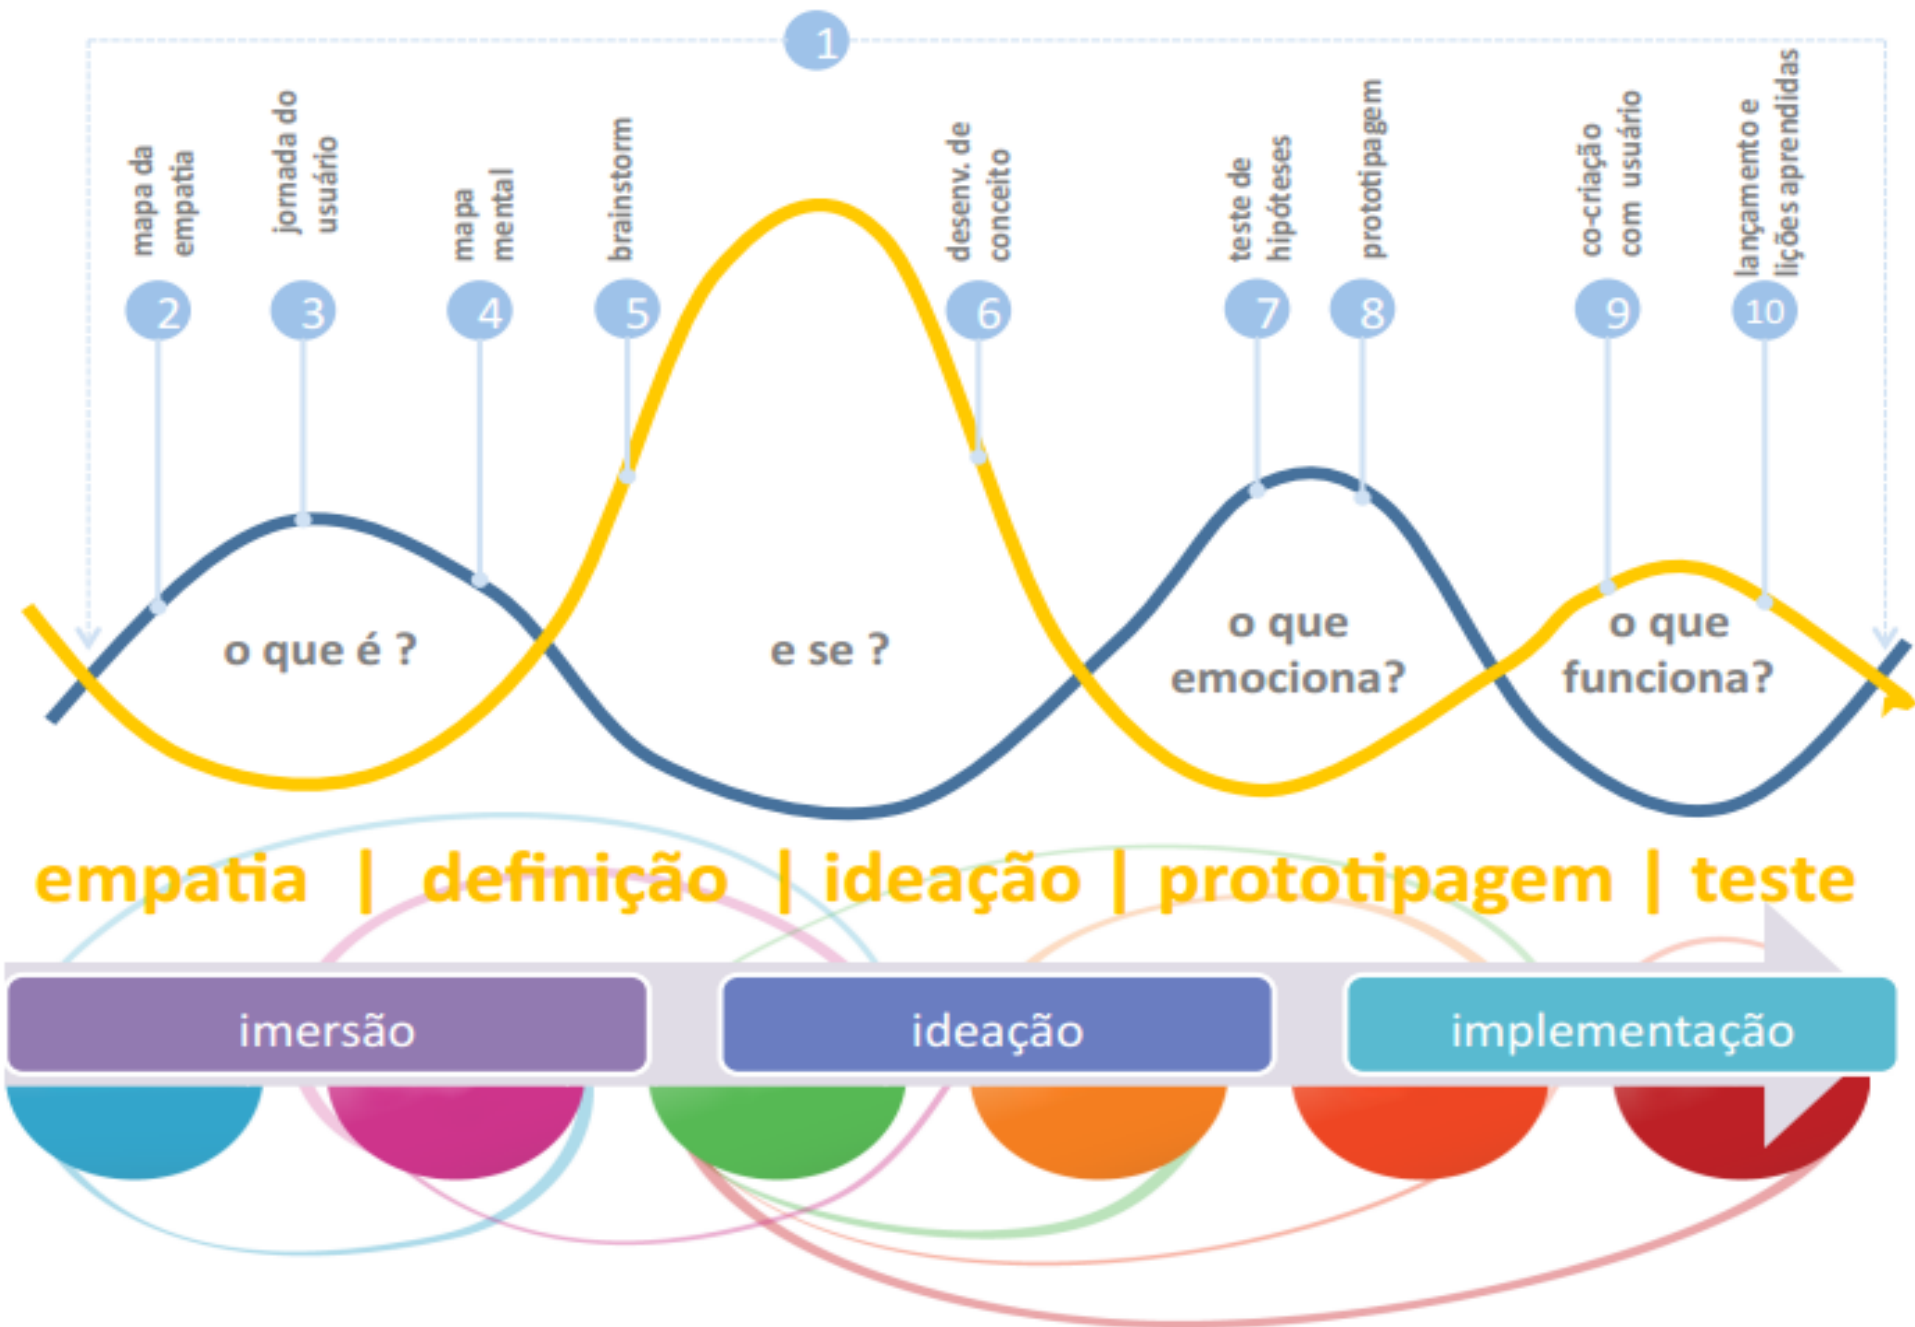 1
mapa da
empatia
jornada do
usuário
mapa
mental
brainstorm
desenv. de
conceito
teste de
hipóteses
prototipagem
co-criação
com usuário
lançamento e
lições aprendidas
2
3
4
5
6
7
8
9
10
o que é ?
e se ?
o que
emociona?
o que
funciona?
empatia | definição | ideação | prototipagem | teste
imersão
ideação
implementação